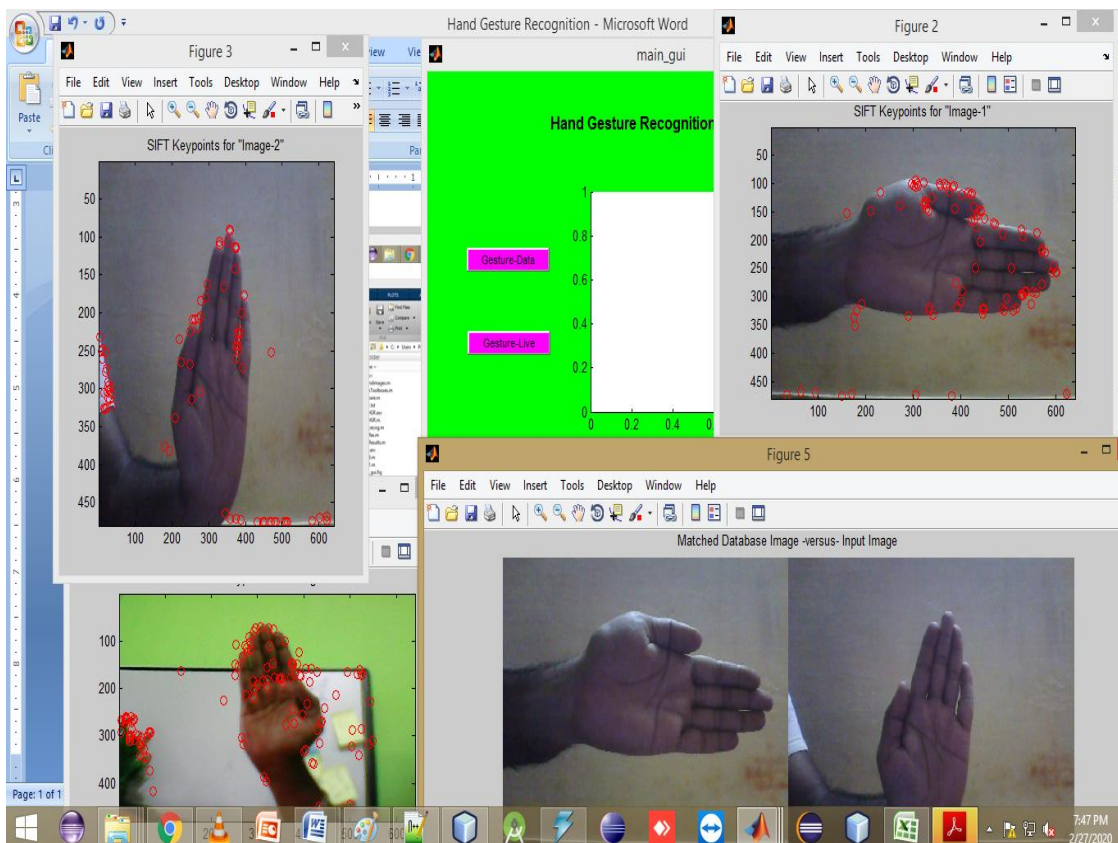 Hand Gesture Recognition - Microsoft Word
Paste
Figure 3
File Edit View Insert Tools Desktop Window Help
SIFT Keypoints for "Image-2"
50
100
150
200
250
300
350
400
450
100 200 300 400 500 600
main_gui
Hand Gesture Recognition
Gesture-Data
Gesture-Live
1
0.8
0.6
0.4
0.2
0
0 0.2 0.4
Figure 2
File Edit View Insert Tools Desktop Window Help
SIFT Keypoints for "Image-1"
50
100
150
200
250
300
350
400
450
100 200 300 400 500 600
Figure 5
File Edit View Insert Tools Desktop Window Help
Matched Database Image -versus- Input Image
100
200
300
400
Page: 1 of 1
7:47 PM
2/27/2020